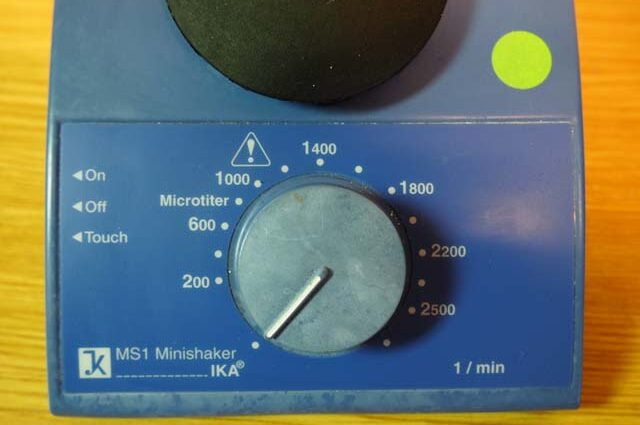 1400
1000
1800
On
Microtiter
Off
600
Touch
2200
200
2500
MS1 Minishaker
IKA®
1 / min